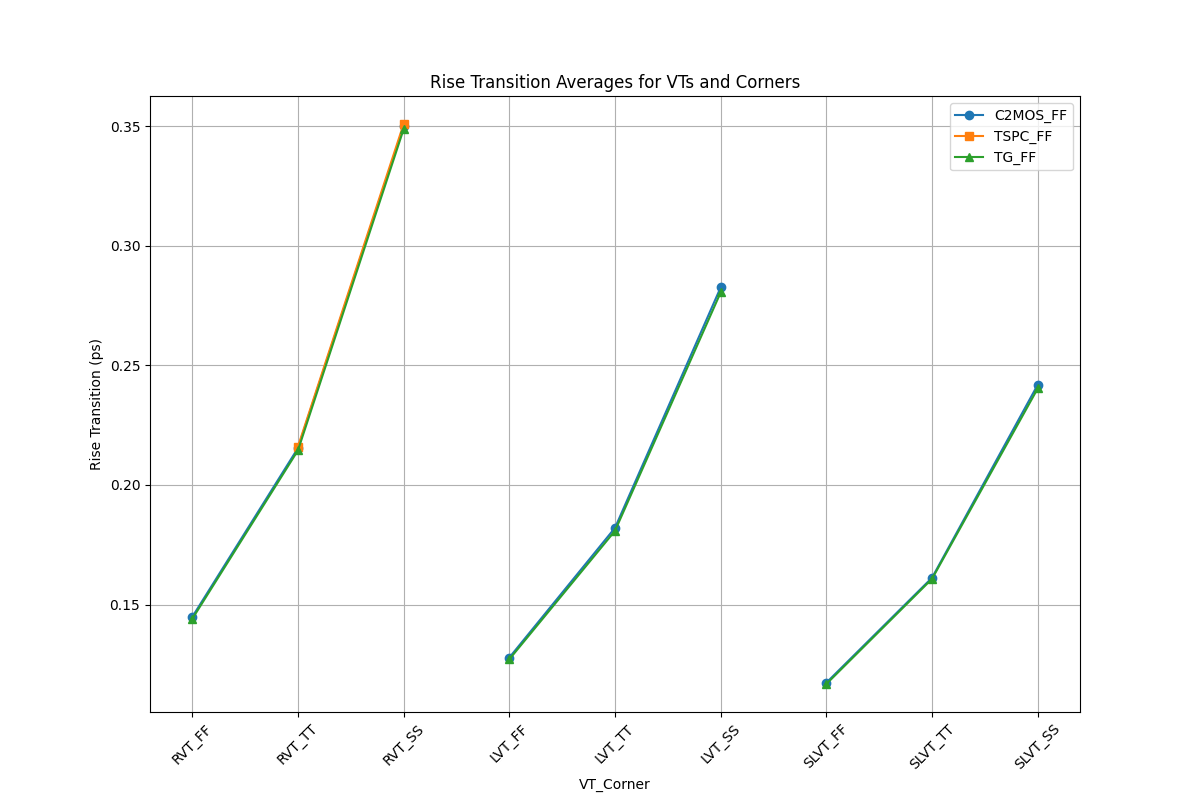 Rise Transition Averages for VTs and Corners
C2MOS_FF
TSPC_FF
TG_FF
0.35
0.30
0.25
0.20
0.15
Rise Transition (ps)
RVT_FF
RVT_TT
RVT_SS
LVT_FF
LVT_TT
LVT_SS
SLVT_FF
SLVT_TT
SLVT_SS
VT_Corner